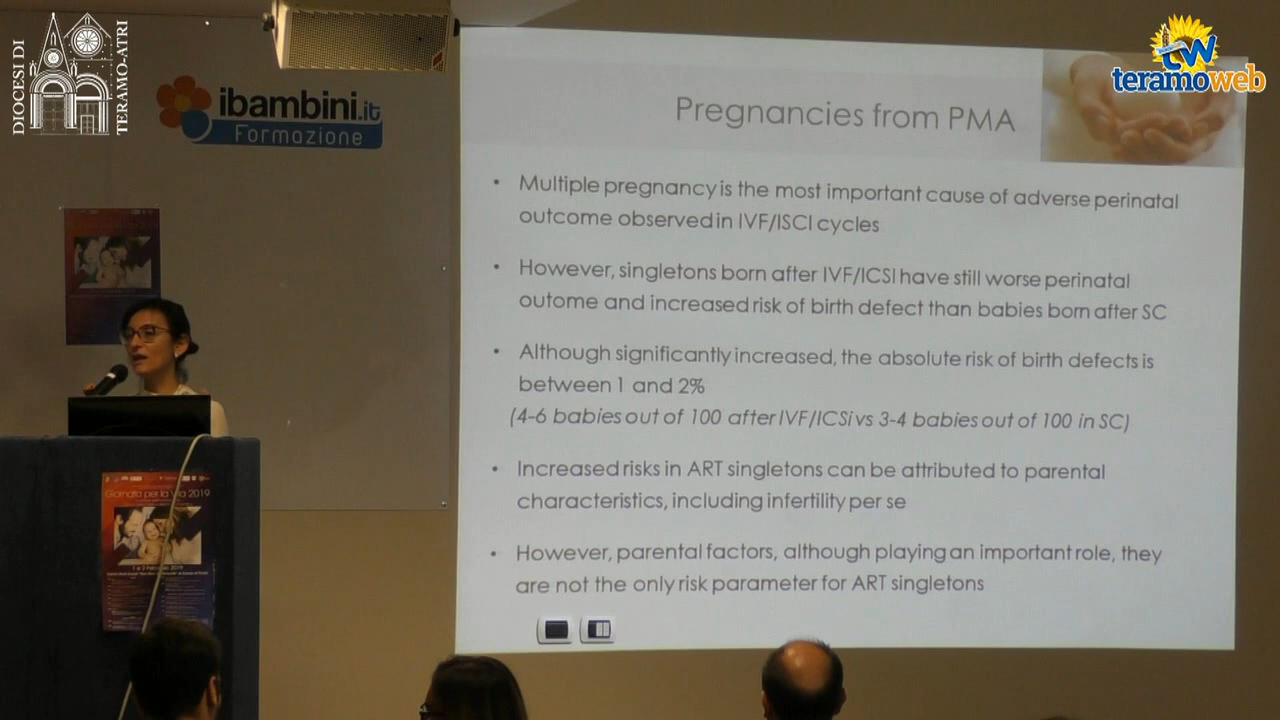 DIOCESI DI
TERAMO-ATRI
ibambini.it
Formazione
teramoweb
Pregnancies from PMA
• Multiple pregnancy is the most important cause of adverse perinatal
outcome observed in IVF/ISCI cycles
• However, singletons born after IVF/ICSI have still worse perinatal
outome and increased risk of birth defect than babies born after SC
• Although significantly increased, the absolute risk of birth defects is
between 1 and 2%
(4-6 babies out of 100 after IVF/ICSi vs 3-4 babies out of 100 in SC)
• Increased risks in ART singletons can be attributed to parental
characteristics, including infertility per se
• However, parental factors, although playing an important role, they
are not the only risk parameter for ART singletons
Giornata per la Vita 2019
1 e 2 Febbraio 2019